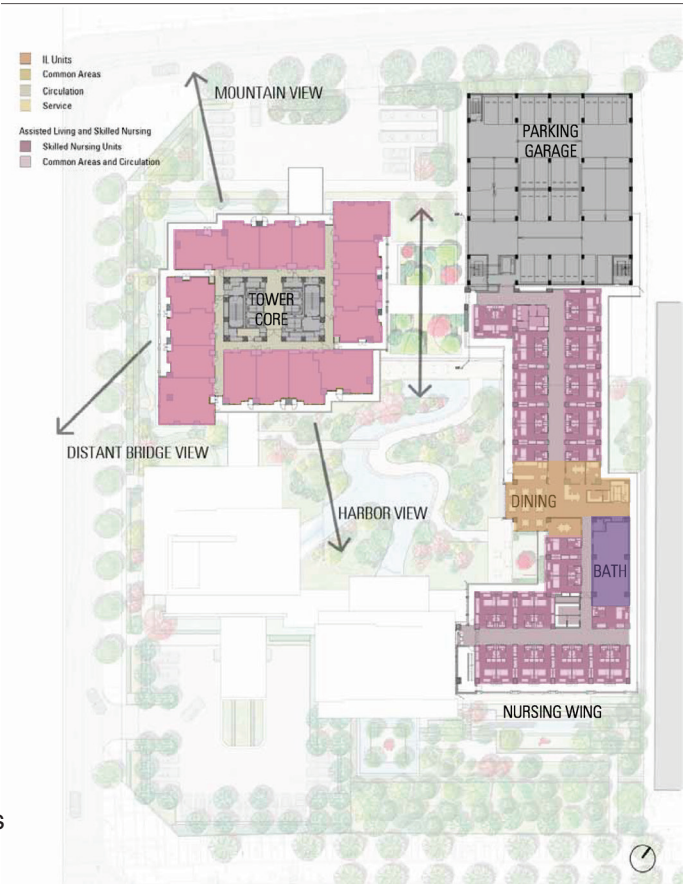 IL Units
Common Areas
Circulation
Service
Assisted Living and Skilled Nursing
Skilled Nursing Units
Common Areas and Circulation
MOUNTAIN VIEW
PARKING
GARAGE
TOWER
CORE
DISTANT BRIDGE VIEW
HARBOR VIEW
DINING
BATH
NURSING WING
S